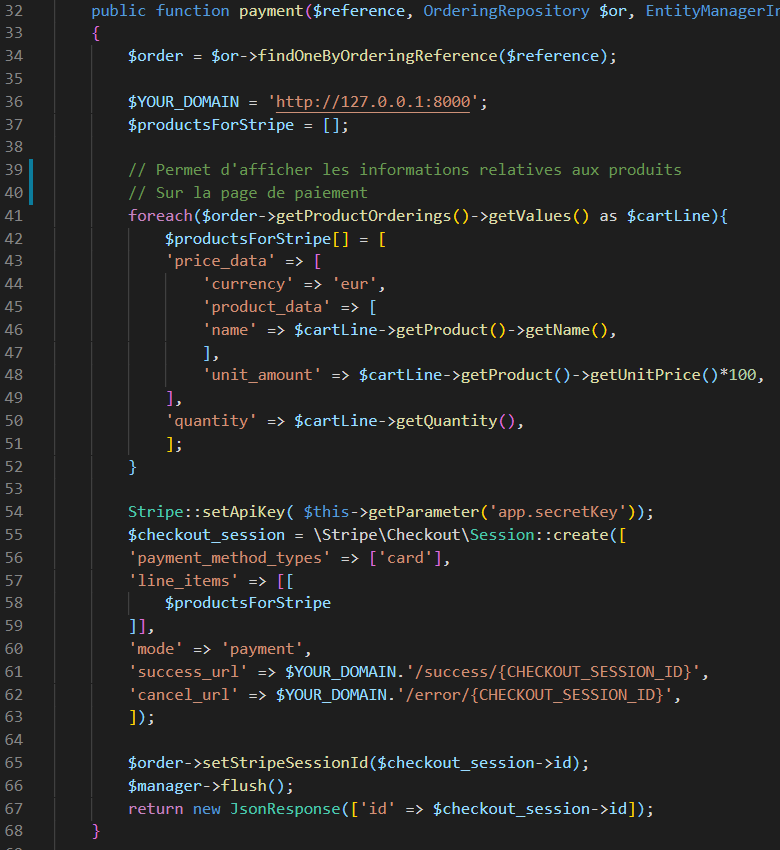 32 public function payment($reference, OrderingRepository $or, EntityManagerIn
33 {
34 $order = $or->findOneByOrderingReference($reference);
35
36 $YOUR_DOMAIN = 'http://127.0.0.1:8000';
37 $productsForStripe = [];
38
39 // Permet d'afficher les informations relatives aux produits
40 // Sur la page de paiement
41 foreach($order->getProductOrderings()->getValues() as $cartLine){
42 $productsForStripe[] = [
43 'price_data' => [
44 'currency' => 'eur',
45 'product_data' => [
46 'name' => $cartLine->getProduct()->getName(),
47 ],
48 'unit_amount' => $cartLine->getProduct()->getUnitPrice()*100,
49 ],
50 'quantity' => $cartLine->getQuantity(),
51 ];
52 }
53
54 Stripe::setApiKey( $this->getParameter('app.secretKey'));
55 $checkout_session = \Stripe\Checkout\Session::create([
56 'payment_method_types' => ['card'],
57 'line_items' => [[
58 $productsForStripe
59 ]],
60 'mode' => 'payment',
61 'success_url' => $YOUR_DOMAIN.'/success/{CHECKOUT_SESSION_ID}',
62 'cancel_url' => $YOUR_DOMAIN.'/error/{CHECKOUT_SESSION_ID}',
63 ]);
64
65 $order->setStripeSessionId($checkout_session->id);
66 $manager->flush();
67 return new JsonResponse(['id' => $checkout_session->id]);
68 }